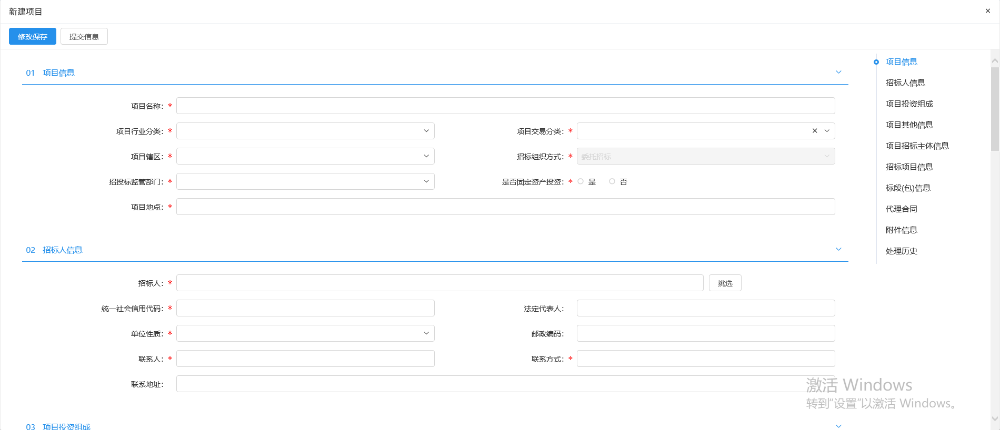 新建项目
×
修改保存 提交信息
01 项目信息
项目名称：*
项目行业分类：* 项目交易分类：*
项目辖区：* 招标组织方式：* 委托招标
招投标监管部门：* 是否固定资产投资：* 是 否
项目地点：*
02 招标人信息
招标人：* 挑选
统一社会信用代码：* 法定代表人：
单位性质：* 邮政编码：
联系人：* 联系方式：*
联系地址：
03 项目投资组成
项目信息
招标人信息
项目投资组成
项目其他信息
项目招标主体信息
招标项目信息
标段(包)信息
代理合同
附件信息
处理历史
激活 Windows
转到"设置"以激活 Windows。